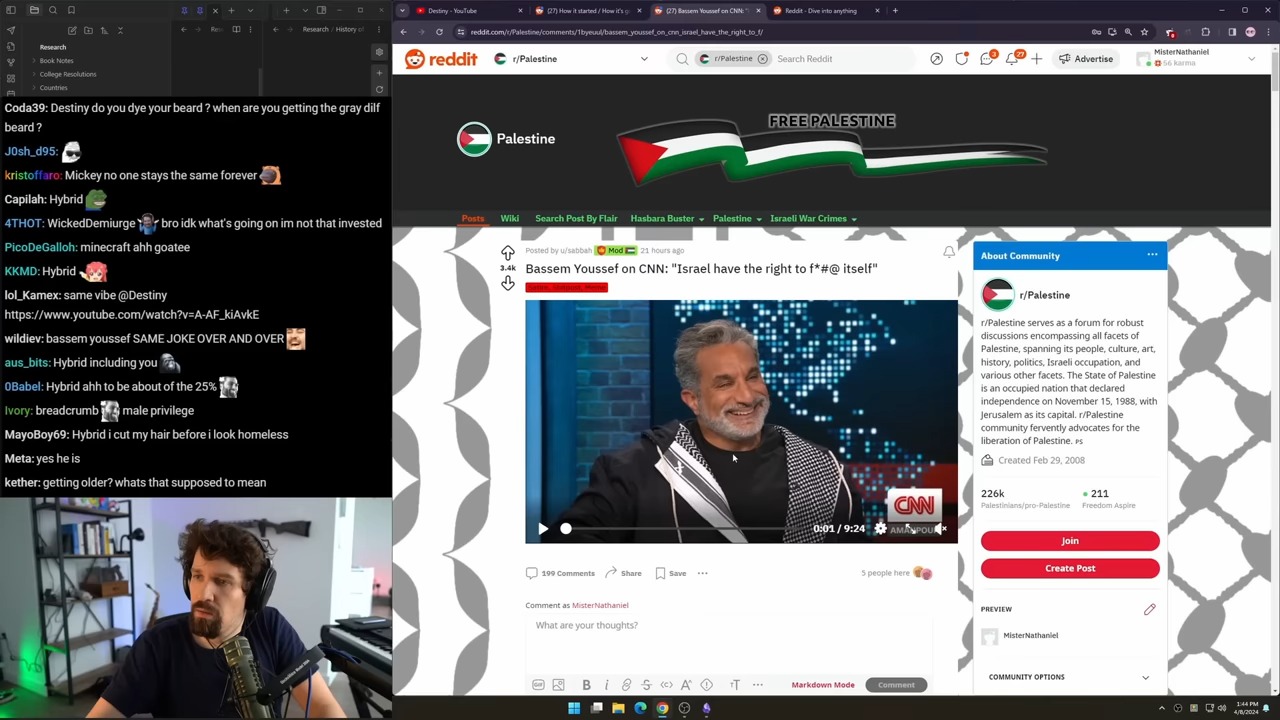 Research
Book Notes
College Resolutions
Countries
Research
History of
Coda39: Destiny do you dye your beard ? when are you getting the gray dilf
beard ?
J0sh_d95:
kristoffaro: Mickey no one stays the same forever
Capilah: Hybrid
4THOT: WickedDemiurge bro idk what's going on im not that invested
PicoDeGalloh: minecraft ahh goatee
KKMD: Hybrid
lol_Kamex: same vibe @Destiny
https://www.youtube.com/watch?v=A-AF_kiAvkE
wildiev: bassem youssef SAME JOKE OVER AND OVER
aus_bits: Hybrid including you
0Babel: Hybrid ahh to be about of the 25%
Ivory: breadcrumb male privilege
MayoBoy69: Hybrid i cut my hair before i look homeless
Meta: yes he is
kether: getting older? whats that supposed to mean
Destiny - YouTube
(27) How it started / How it's g
(27) Bassem Youssef on CNN: "I
Reddit - Dive into anything
reddit.com/r/Palestine/comments/1byeuul/bassem_youssef_on_cnn_israel_have_the_right_to_f/
reddit
r/Palestine
r/Palestine
Search Reddit
3
27
Advertise
MisterNathaniel
56 karma
Palestine
FREE PALESTINE
Posts
Wiki
Search Post By Flair
Hasbara Buster
Palestine
Israeli War Crimes
Posted by u/sabbah Mod 21 hours ago
3.4k
Bassem Youssef on CNN: "Israel have the right to f*#@ itself"
CNN
AMANPOUR
0:01 / 9:24
199 Comments
Share
Save
5 people here
Comment as MisterNathaniel
What are your thoughts?
Markdown Mode
Comment
About Community
r/Palestine
r/Palestine serves as a forum for robust
discussions encompassing all facets of
Palestine, spanning its people, culture, art,
history, politics, Israeli occupation, and
various other facets. The State of Palestine
is an occupied nation that declared
independence on November 15, 1988, with
Jerusalem as its capital. r/Palestine
community fervently advocates for the
liberation of Palestine. ᴘs
Created Feb 29, 2008
226k
Palestinians/pro-Palestine
211
Freedom Aspire
Join
Create Post
PREVIEW
MisterNathaniel
COMMUNITY OPTIONS
1:44 PM
4/8/2024